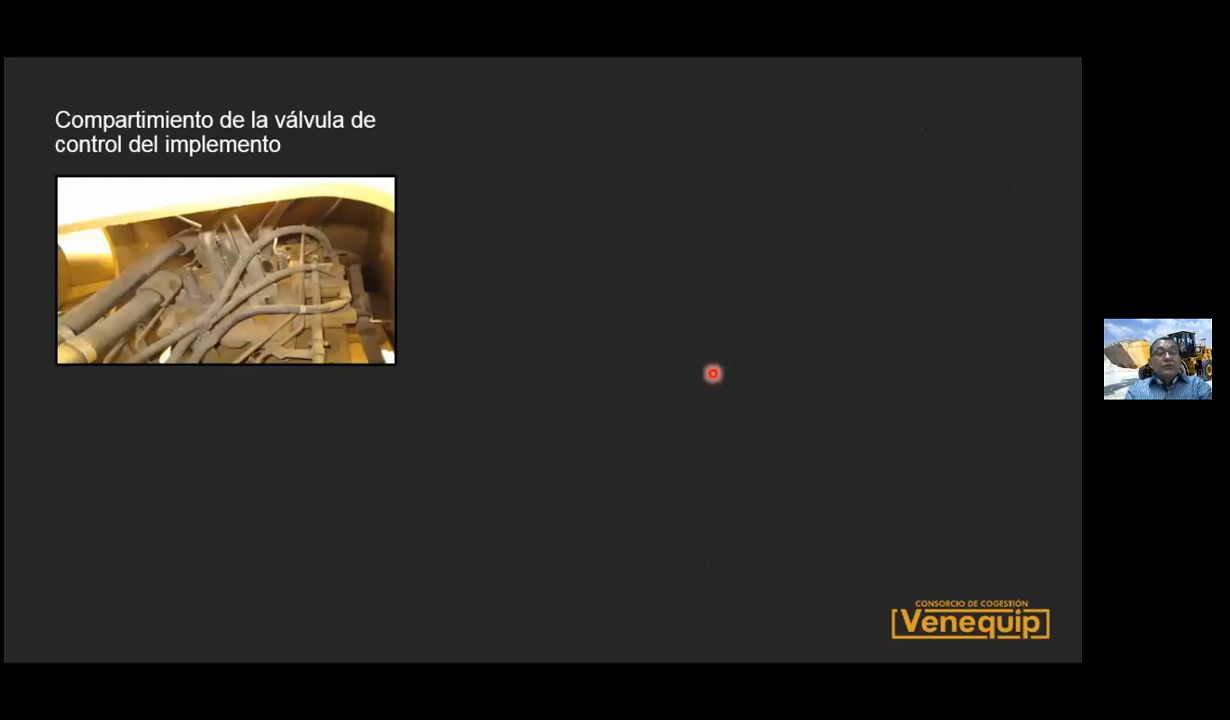 Compartimiento de la válvula de
control del implemento
CONSORCIO DE COGESTIÓN
Venequip